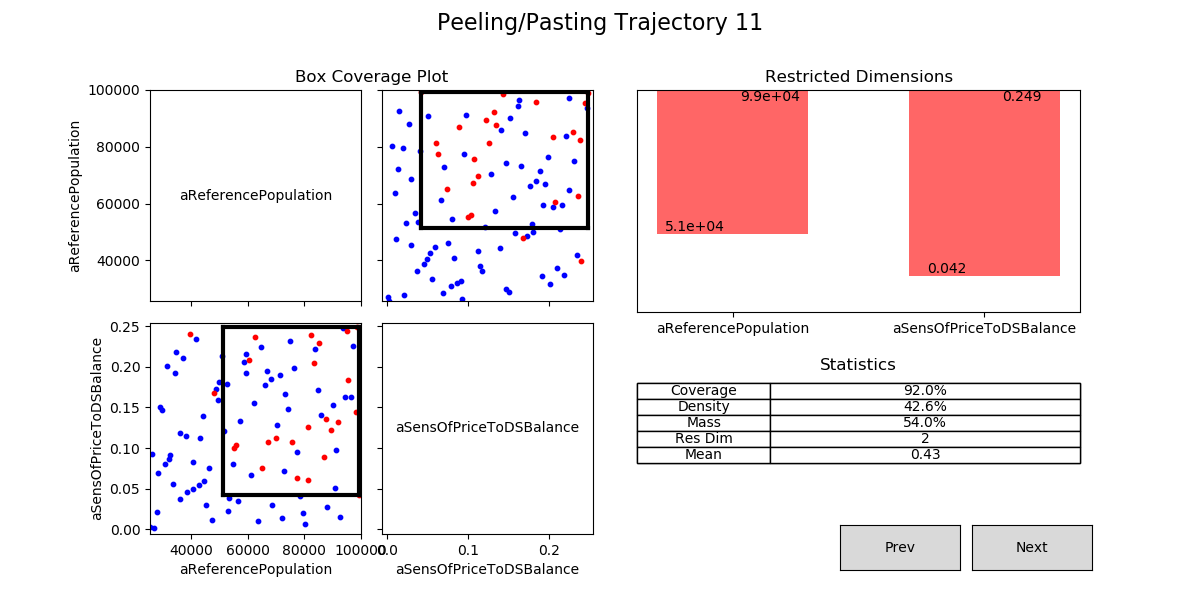 Peeling/Pasting Trajectory 11
Box Coverage Plot
100000
80000
60000
40000
aReferencePopulation
aReferencePopulation
0.25
0.20
0.15
0.10
0.05
0.00
aSensOfPriceToDSBalance
aSensOfPriceToDSBalance
40000 60000 80000 100000
aReferencePopulation
0.0 0.1 0.2
aSensOfPriceToDSBalance
Restricted Dimensions
9.9e+04
0.249
5.1e+04
0.042
aReferencePopulation
aSensOfPriceToDSBalance
Statistics
Coverage 92.0%
Density 42.6%
Mass 54.0%
Res Dim 2
Mean 0.43
Prev
Next